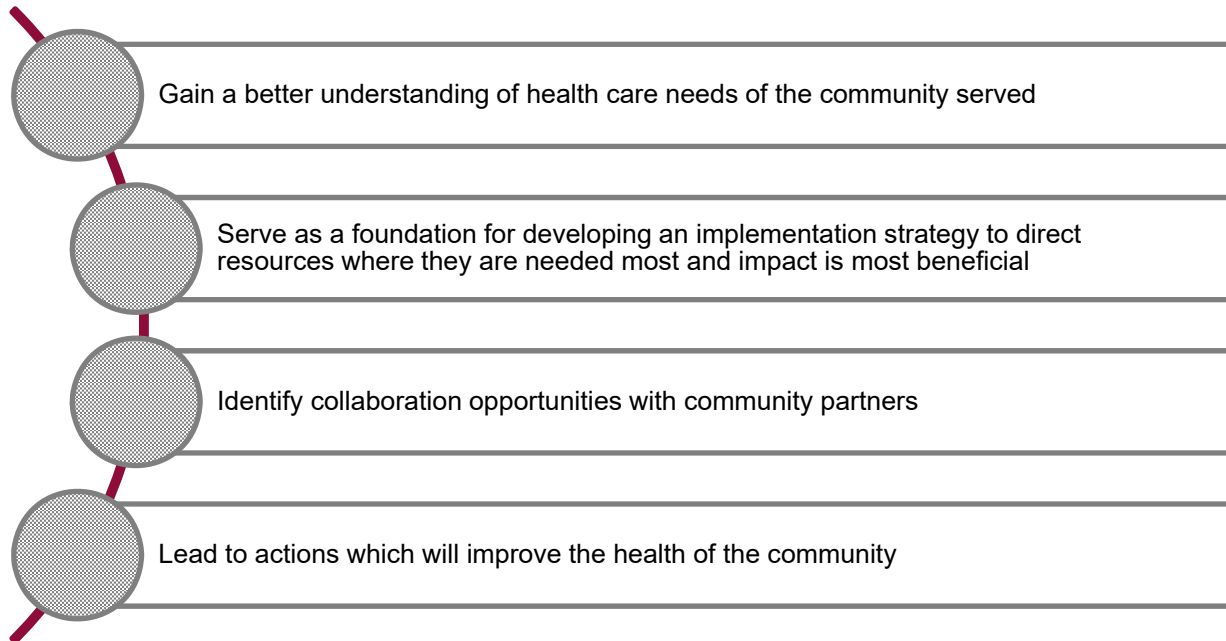 Gain a better understanding of health care needs of the community served
Serve as a foundation for developing an implementation strategy to direct
resources where they are needed most and impact is most beneficial
Identify collaboration opportunities with community partners
Lead to actions which will improve the health of the community